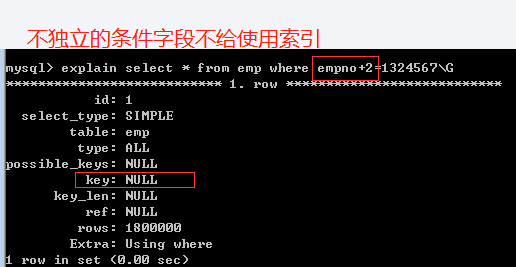 不独立的条件字段不给使用索引
mysql> explain select * from emp where empno+2=1324567\G
*************************** 1. row ***************************
id: 1
select_type: SIMPLE
table: emp
type: ALL
possible_keys: NULL
key: NULL
key_len: NULL
ref: NULL
rows: 1800000
Extra: Using where
1 row in set (0.00 sec)